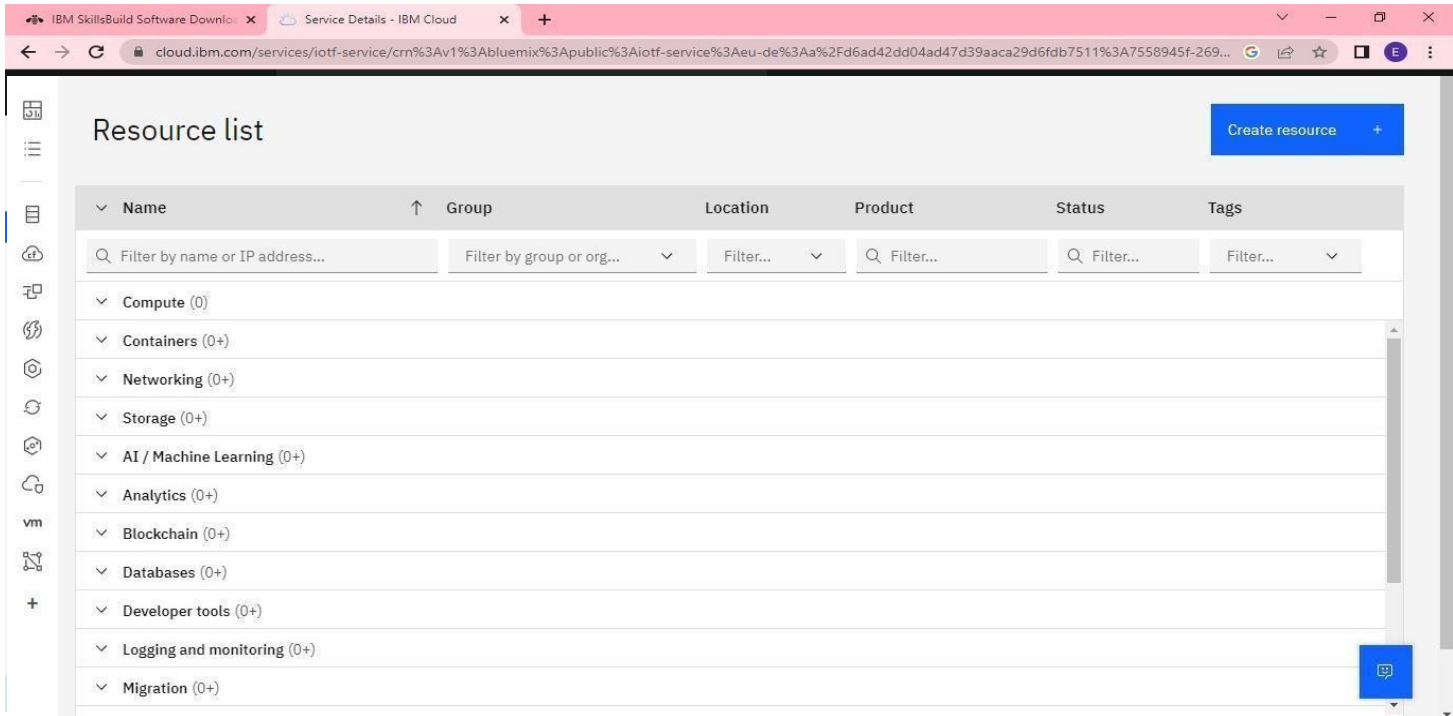 IBM SkillsBuild Software Downlo
Service Details - IBM Cloud
cloud.ibm.com/services/iotf-service/crn%3Av1%3Abluemix%3Apublic%3Aiotf-service%3Aeu-de%3Aa%2Fd6ad42dd04ad47d39aaca29d6fdb7511%3A7558945f-269...
G
E
Resource list
Create resource +
Name Group Location Product Status Tags
Filter by name or IP address... Filter by group or org... Filter... Filter... Filter... Filter...
Compute (0)
Containers (0+)
Networking (0+)
Storage (0+)
AI / Machine Learning (0+)
Analytics (0+)
Blockchain (0+)
vm
Databases (0+)
Developer tools (0+)
Logging and monitoring (0+)
Migration (0+)